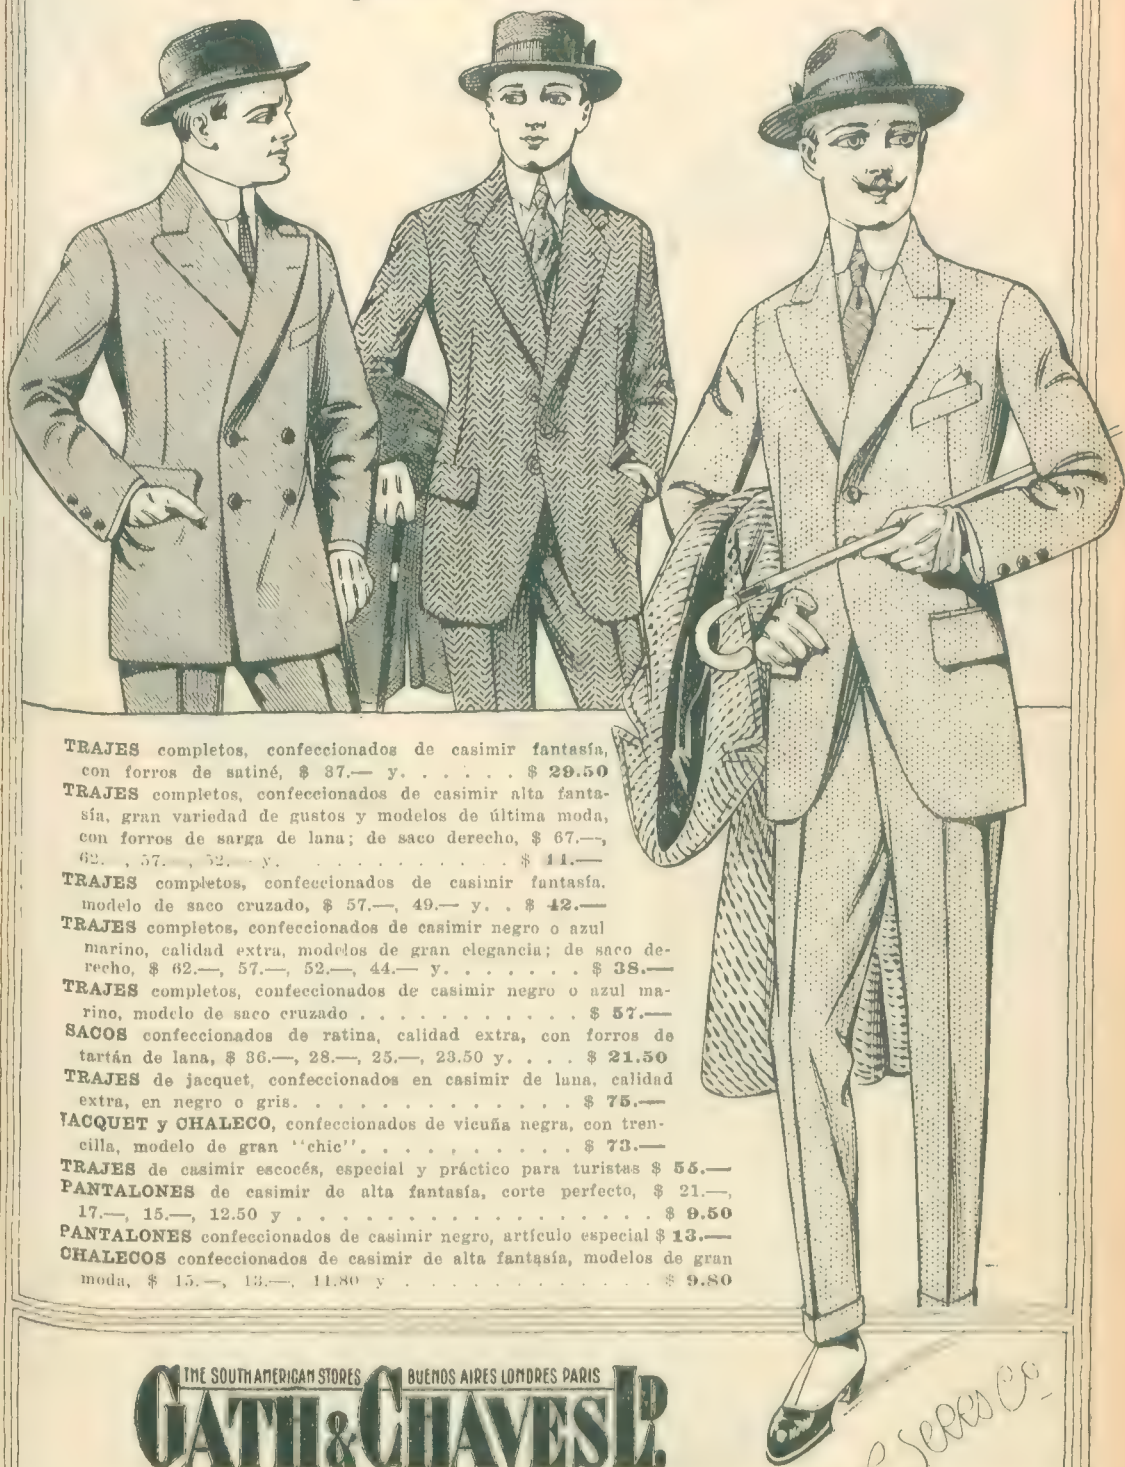 TRAJES completos, confeccionados de casimir fantasía,
con forros de satiné, $ 37.— y. . . . . . . $ 29.50
TRAJES completos, confeccionados de casimir alta fanta-
sía, gran variedad de gustos y modelos de última moda,
con forros de sarga de lana; de saco derecho, $ 67.—,
62. , 57. — , 52. - y. . . . . . . . . . . . $
TRAJES completos, confeccionados de casimir fantasía.
modelo de saco cruzado, $ 57.—, 49.— y. . $ 42.—
TRAJES completos, confeccionados de casimir negro o azul
marino, calidad extra, modelos de gran elegancia; de saco de-
recho, $ 62.—, 57.—, 52.—, 44.— y. . . . . . . $ 38.—
TRAJES completos, confeccionados de casimir negro o azul ma-
rino, modelo de saco cruzado . . . . . . . . . . . $ 57.—
SACOS confeccionados de ratina, calidad extra, con forros de
tartán de lana, $ 36.—, 28.—, 25.—, 23.50 y. . . . $ 21.50
TRAJES de jacquet, confeccionados en casimir de lana, calidad
extra, en negro o gris. . . . . . . . . . . . . . $ 75.—
JACQUET y CHALECO, confeccionados de vicuña negra, con tren-
cilla, modelo de gran ''chic''. . . . . . . . . . . $ 73.—
TRAJES de casimir escocés, especial y práctico para turistas $ 55.—
PANTALONES de casimir de alta fantasía, corte perfecto, $ 21.—,
17.—, 15.—, 12.50 y . . . . . . . . . . . . . . . . . $ 9.50
PANTALONES confeccionados de casimir negro, artículo especial $ 13.—
CHALECOS confeccionados de casimir de alta fantasía, modelos de gran
moda, $ 15.—, 13.—, 11.80 y . . . . . . . . . . . . . $ 9.80
THE SOUTH AMERICAN STORES BUENOS AIRES LONDRES PARIS
GATH & CHAVES LD